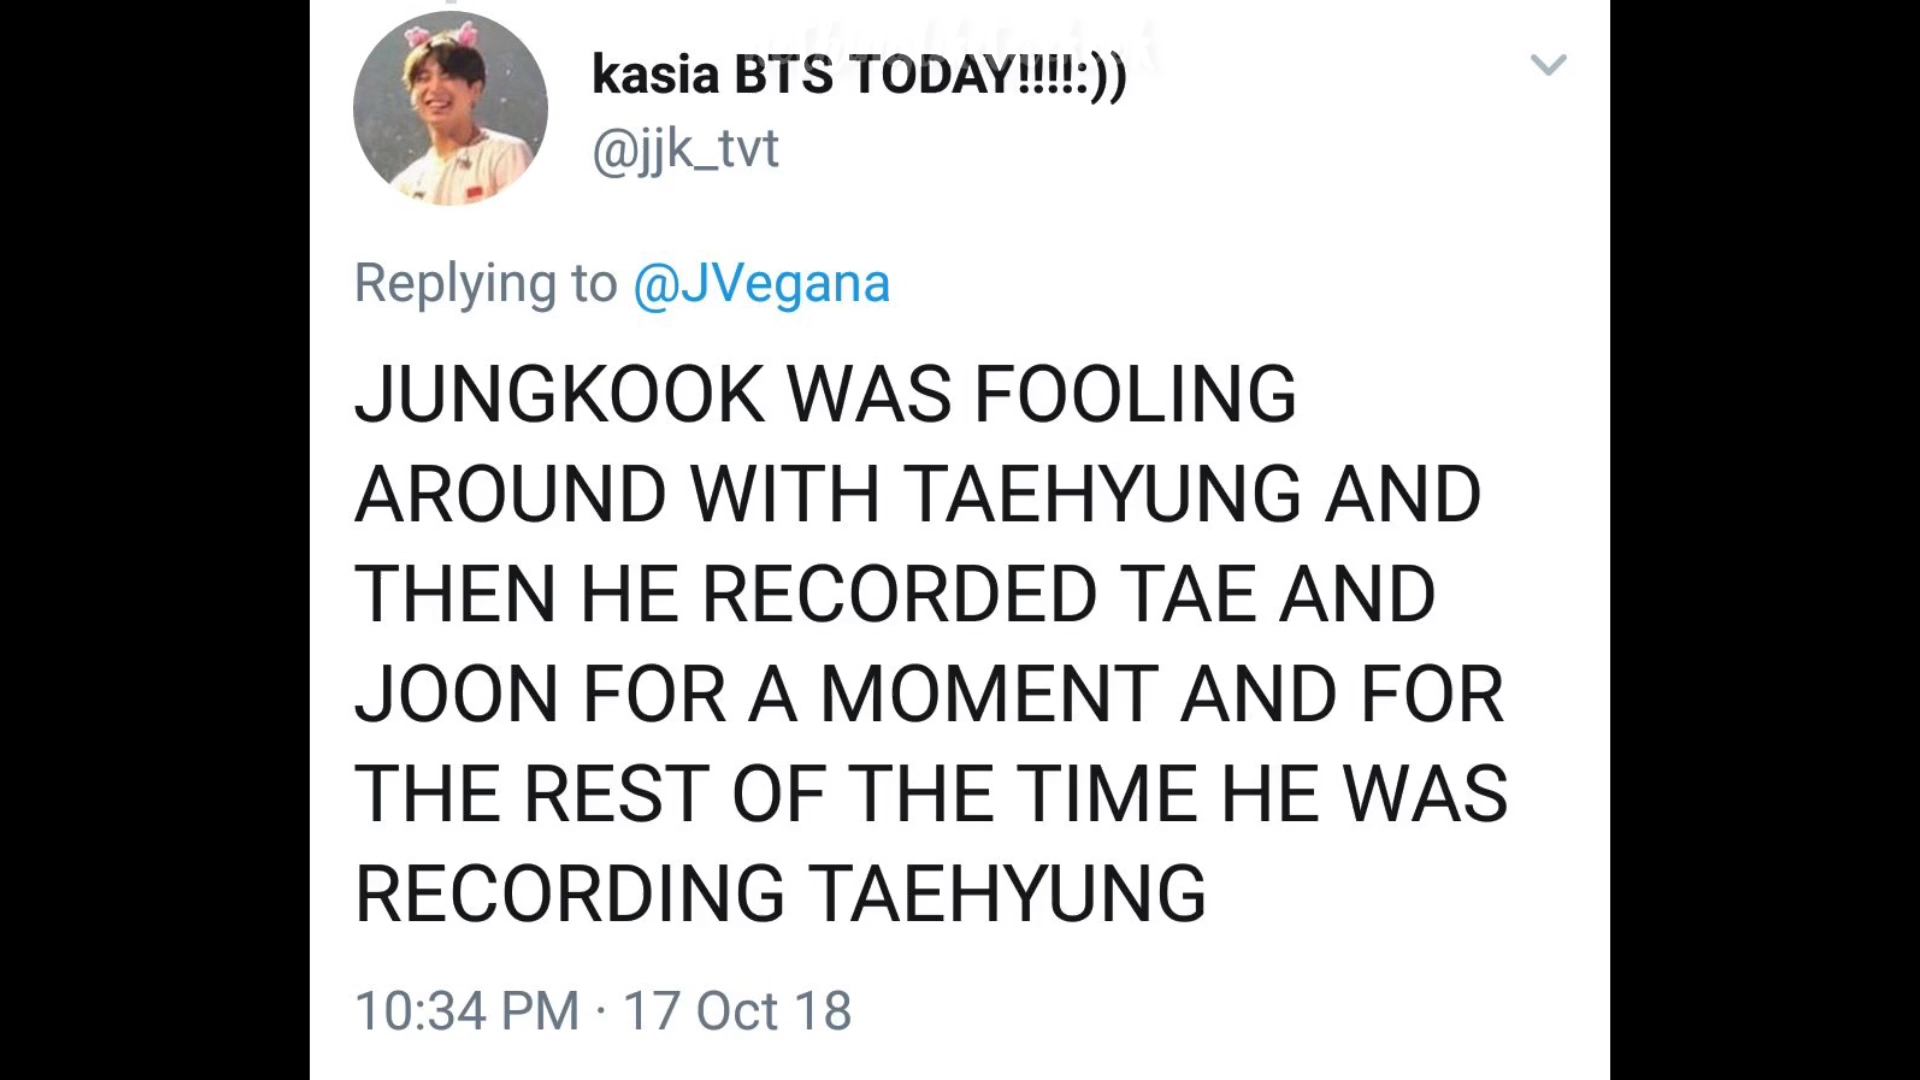 kasia BTS TODAY!!!!:))
@jjk_tvt
Replying to @JVegana
JUNGKOOK WAS FOOLING
AROUND WITH TAEHYUNG AND
THEN HE RECORDED TAE AND
JOON FOR A MOMENT AND FOR
THE REST OF THE TIME HE WAS
RECORDING TAEHYUNG
10:34 PM · 17 Oct 18